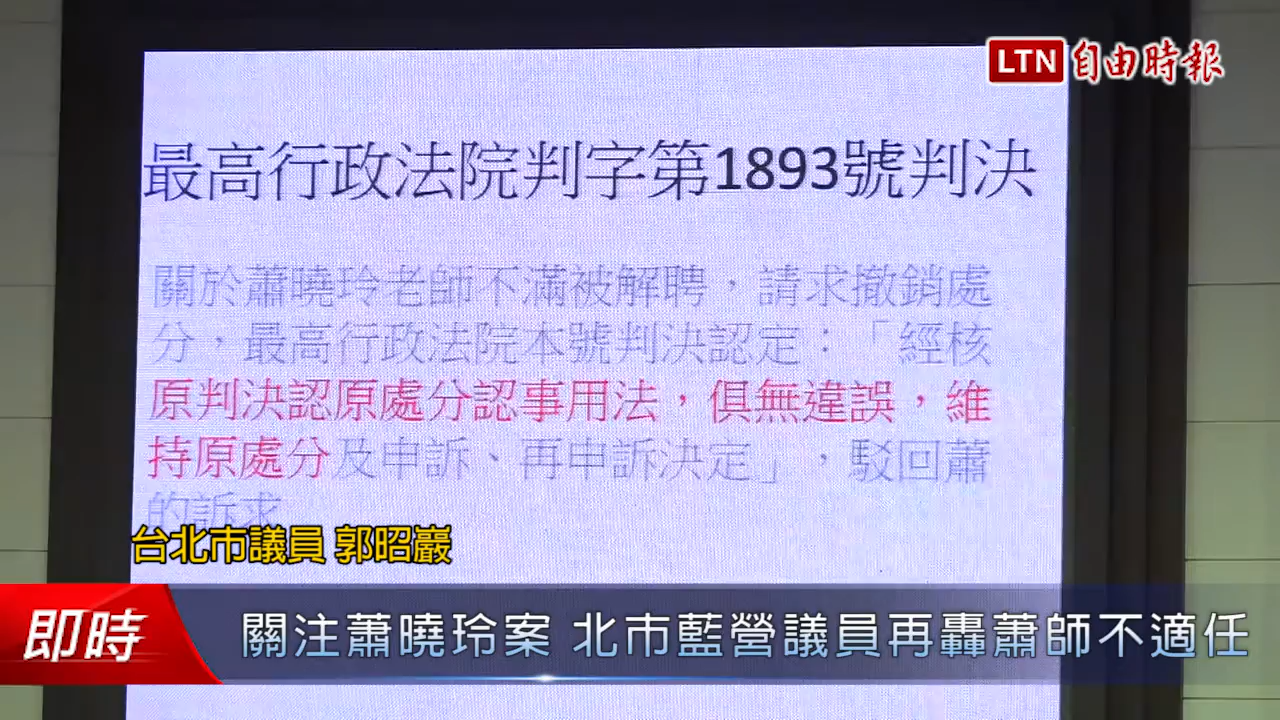 LTN 自由時報
最高行政法院判字第1893號判決
關於蕭曉玲老師不滿被解聘，請求撤銷處
分，最高行政法院本號判決認定：「經核
原判決認原處分認事用法，俱無違誤，維
持原處分及申訴、再申訴決定」，駁回蕭
的訴求
台北市議員 郭昭巖
即時
關注蕭曉玲案 北市藍營議員再轟蕭師不適任